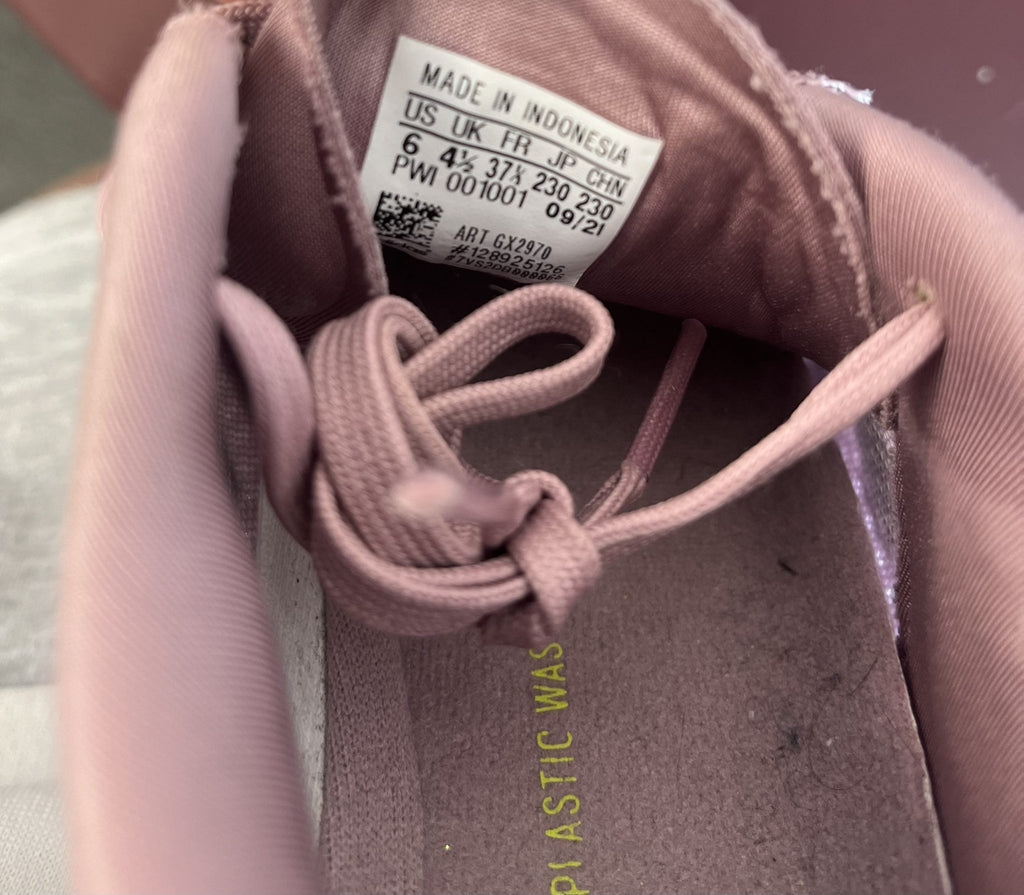 MADE IN INDONESIA
US UK FR JP CHN
6 4½ 37⅓ 230 230
PWI 001001 09/21
ART GX2970
#128925126
PLASTIC WAS